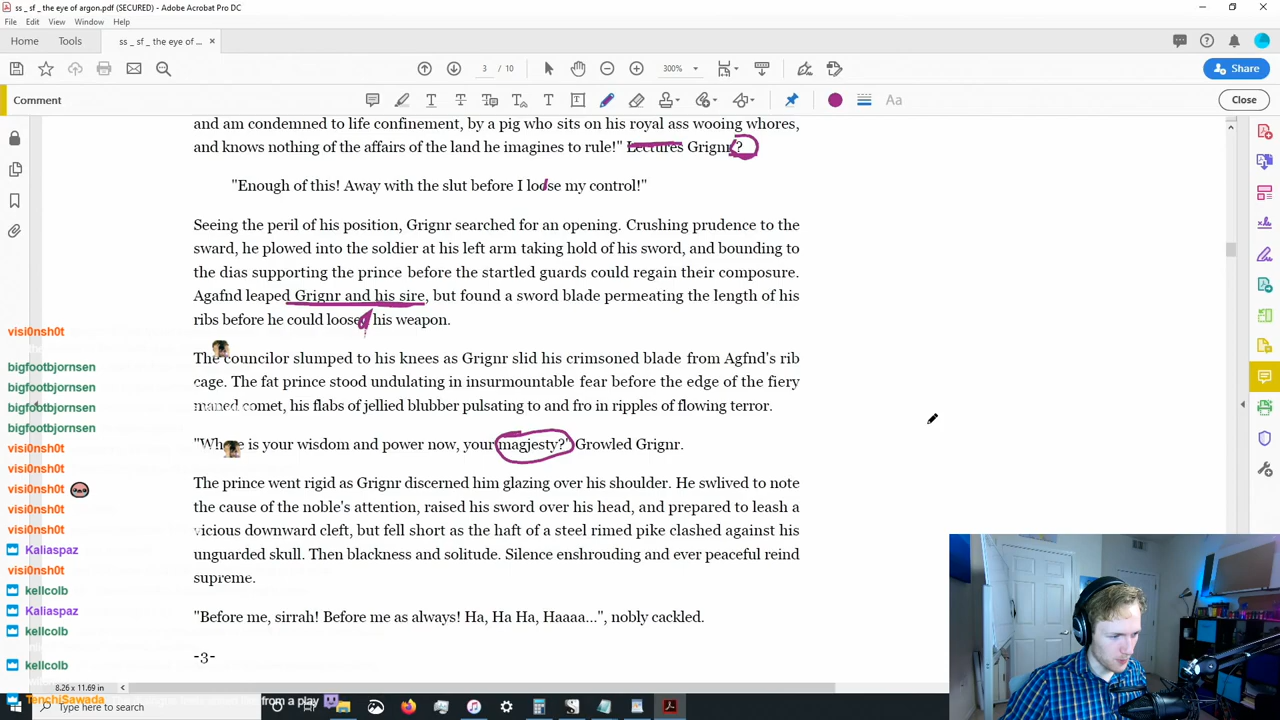 ss _ sf _ the eye of argon.pdf (SECURED) - Adobe Acrobat Pro DC
File Edit View Window Help
Home Tools ss _ sf _ the eye of ar... × Share
3 / 10 300%
Comment Close
and am condemned to life confinement, by a pig who sits on his royal ass wooing whores,
and knows nothing of the affairs of the land he imagines to rule!" Lectures Grignr?
"Enough of this! Away with the slut before I loose my control!"
Seeing the peril of his position, Grignr searched for an opening. Crushing prudence to the
sward, he plowed into the soldier at his left arm taking hold of his sword, and bounding to
the dias supporting the prince before the startled guards could regain their composure.
Agafnd leaped Grignr and his sire, but found a sword blade permeating the length of his
ribs before he could loosed his weapon.
The councilor slumped to his knees as Grignr slid his crimsoned blade from Agfnd's rib
cage. The fat prince stood undulating in insurmountable fear before the edge of the fiery
maned comet, his flabs of jellied blubber pulsating to and fro in ripples of flowing terror.
"Where is your wisdom and power now, your magjesty?" Growled Grignr.
The prince went rigid as Grignr discerned him glazing over his shoulder. He swlived to note
the cause of the noble's attention, raised his sword over his head, and prepared to leash a
vicious downward cleft, but fell short as the haft of a steel rimed pike clashed against his
unguarded skull. Then blackness and solitude. Silence enshrouding and ever peaceful reind
supreme.
"Before me, sirrah! Before me as always! Ha, Ha Ha, Haaaa...", nobly cackled.
-3-
visi0nsh0t
bigfootbjornsen
bigfootbjornsen
bigfootbjornsen
bigfootbjornsen
visi0nsh0t
visi0nsh0t
visi0nsh0t
visi0nsh0t
visi0nsh0t
Kaliaspaz
visi0nsh0t
kellcolb
Kaliaspaz
kellcolb
kellcolb
TenchiSawada
from a play
8.26 x 11.69 in
Type here to search